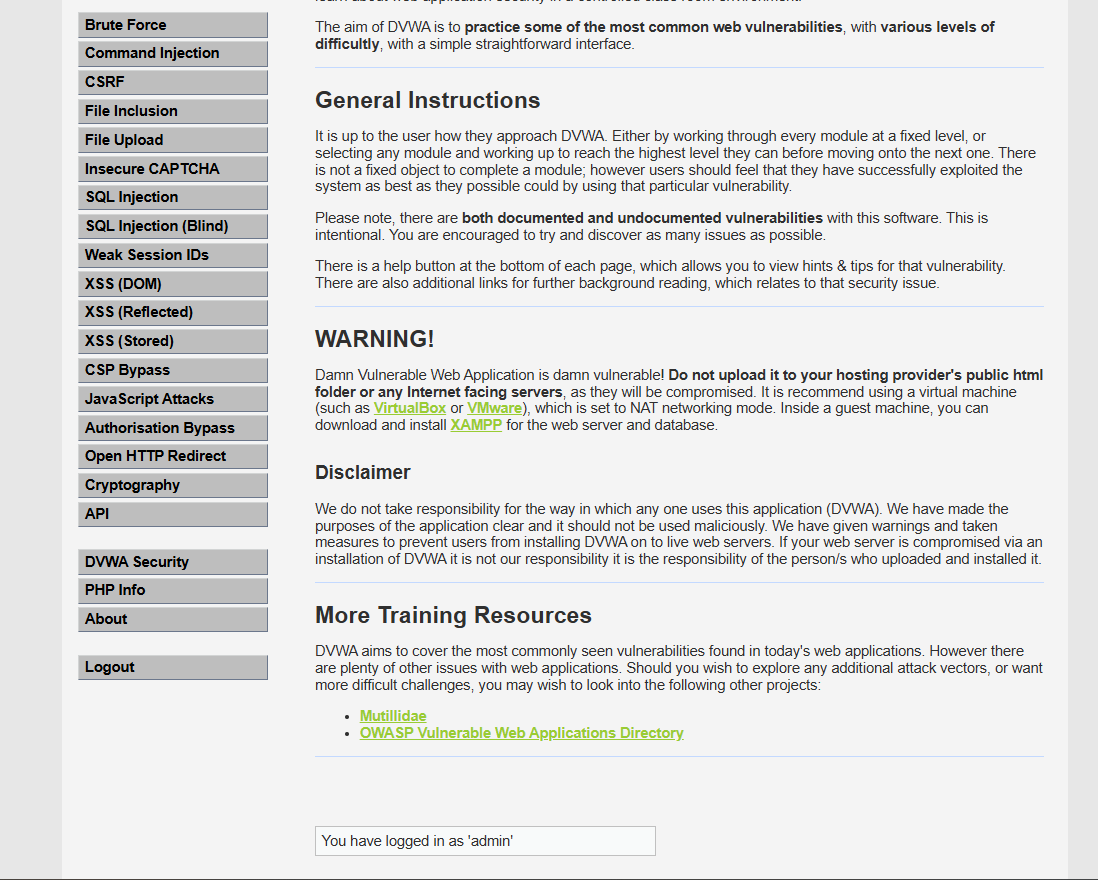 Brute Force
Command Injection
CSRF
File Inclusion
File Upload
Insecure CAPTCHA
SQL Injection
SQL Injection (Blind)
Weak Session IDs
XSS (DOM)
XSS (Reflected)
XSS (Stored)
CSP Bypass
JavaScript Attacks
Authorisation Bypass
Open HTTP Redirect
Cryptography
API
DVWA Security
PHP Info
About
Logout
The aim of DVWA is to practice some of the most common web vulnerabilities, with various levels of
difficultly, with a simple straightforward interface.
General Instructions
It is up to the user how they approach DVWA. Either by working through every module at a fixed level, or
selecting any module and working up to reach the highest level they can before moving onto the next one. There
is not a fixed object to complete a module; however users should feel that they have successfully exploited the
system as best as they possible could by using that particular vulnerability.
Please note, there are both documented and undocumented vulnerabilities with this software. This is
intentional. You are encouraged to try and discover as many issues as possible.
There is a help button at the bottom of each page, which allows you to view hints & tips for that vulnerability.
There are also additional links for further background reading, which relates to that security issue.
WARNING!
Damn Vulnerable Web Application is damn vulnerable! Do not upload it to your hosting provider's public html
folder or any Internet facing servers, as they will be compromised. It is recommend using a virtual machine
(such as VirtualBox or VMware), which is set to NAT networking mode. Inside a guest machine, you can
download and install XAMPP for the web server and database.
Disclaimer
We do not take responsibility for the way in which any one uses this application (DVWA). We have made the
purposes of the application clear and it should not be used maliciously. We have given warnings and taken
measures to prevent users from installing DVWA on to live web servers. If your web server is compromised via an
installation of DVWA it is not our responsibility it is the responsibility of the person/s who uploaded and installed it.
More Training Resources
DVWA aims to cover the most commonly seen vulnerabilities found in today's web applications. However there
are plenty of other issues with web applications. Should you wish to explore any additional attack vectors, or want
more difficult challenges, you may wish to look into the following other projects:
• Mutillidae
• OWASP Vulnerable Web Applications Directory
You have logged in as 'admin'